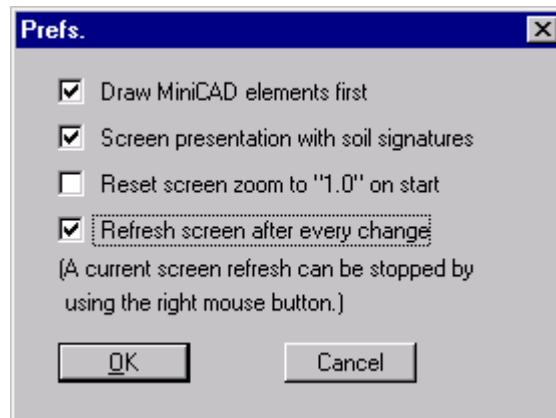 Prefs.
Draw MiniCAD elements first
Screen presentation with soil signatures
Reset screen zoom to "1.0" on start
Refresh screen after every change
(A current screen refresh can be stopped by
using the right mouse button.)
OK Cancel